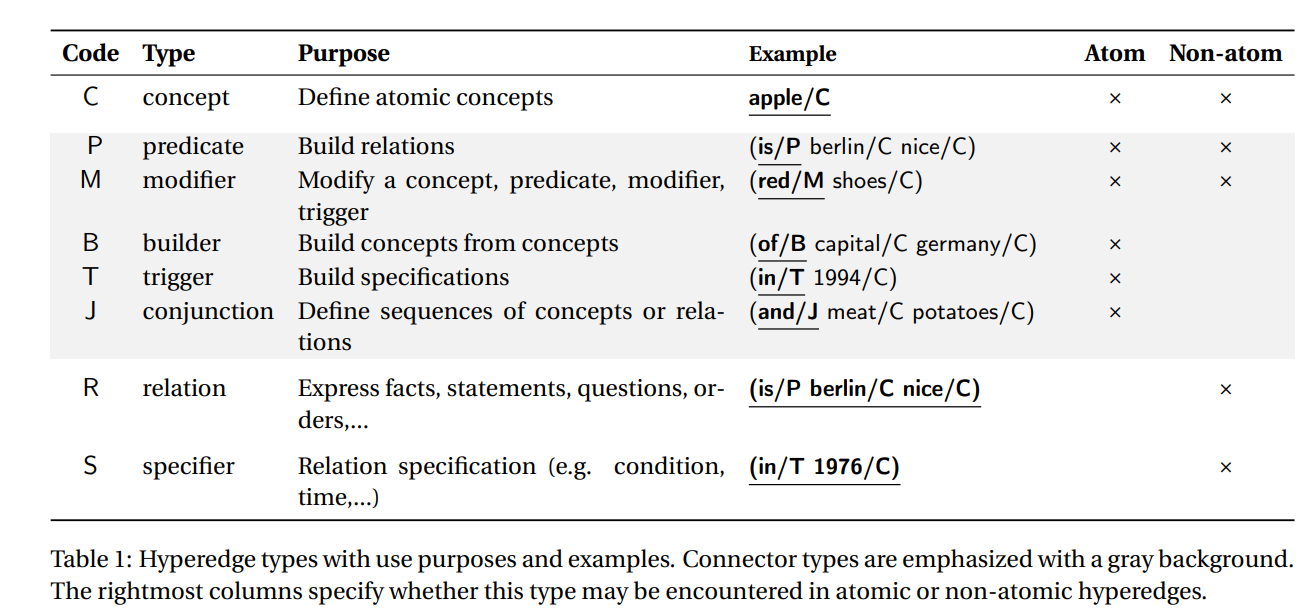 Code Type Purpose Example Atom Non-atom
C concept Define atomic concepts apple/C × ×
P predicate Build relations (is/P berlin/C nice/C) × ×
M modifier Modify a concept, predicate, modifier, (red/M shoes/C) × ×
trigger
B builder Build concepts from concepts (of/B capital/C germany/C) ×
T trigger Build specifications (in/T 1994/C) ×
J conjunction Define sequences of concepts or rela- (and/J meat/C potatoes/C) ×
tions
R relation Express facts, statements, questions, or- (is/P berlin/C nice/C) ×
ders,...
S specifier Relation specification (e.g. condition, (in/T 1976/C) ×
time,...)
Table 1: Hyperedge types with use purposes and examples. Connector types are emphasized with a gray background.
The rightmost columns specify whether this type may be encountered in atomic or non-atomic hyperedges.